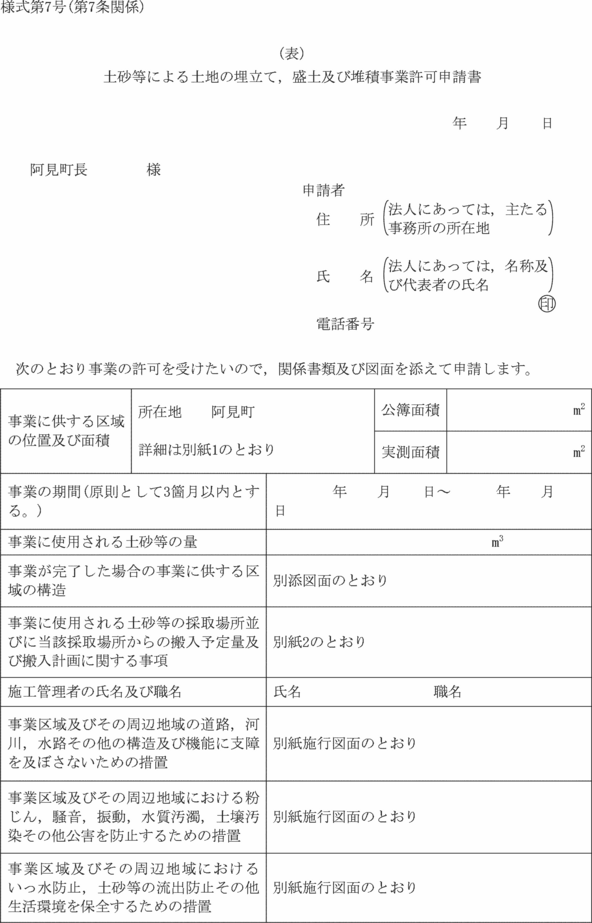 様式第7号(第7条関係)
(表)
土砂等による土地の埋立て，盛土及び堆積事業許可申請書
年　　月　　日
阿見町長　　　　様
申請者
住　　所　(法人にあっては，主たる
事務所の所在地)
氏　　名　(法人にあっては，名称及
び代表者の氏名)
㊞
電話番号
次のとおり事業の許可を受けたいので，関係書類及び図面を添えて申請します。
事業に供する区域
の位置及び面積
所在地　　阿見町
詳細は別紙1のとおり
公簿面積　　　　m²
実測面積　　　　m²
事業の期間(原則として3箇月以内とす
る。)
年　　月　　日～　　　年　　月
日
事業に使用される土砂等の量
m³
事業が完了した場合の事業に供する区
域の構造
別添図面のとおり
事業に使用される土砂等の採取場所並
びに当該採取場所からの搬入予定量及
び搬入計画に関する事項
別紙2のとおり
施工管理者の氏名及び職名
氏名　　　　　　　　　職名
事業区域及びその周辺地域の道路，河
川，水路その他の構造及び機能に支障
を及ぼさないための措置
別紙施行図面のとおり
事業区域及びその周辺地域における粉
じん，騒音，振動，水質汚濁，土壌汚
染その他公害を防止するための措置
別紙施行図面のとおり
事業区域及びその周辺地域における
いっ水防止，土砂等の流出防止その他
生活環境を保全するための措置
別紙施行図面のとおり